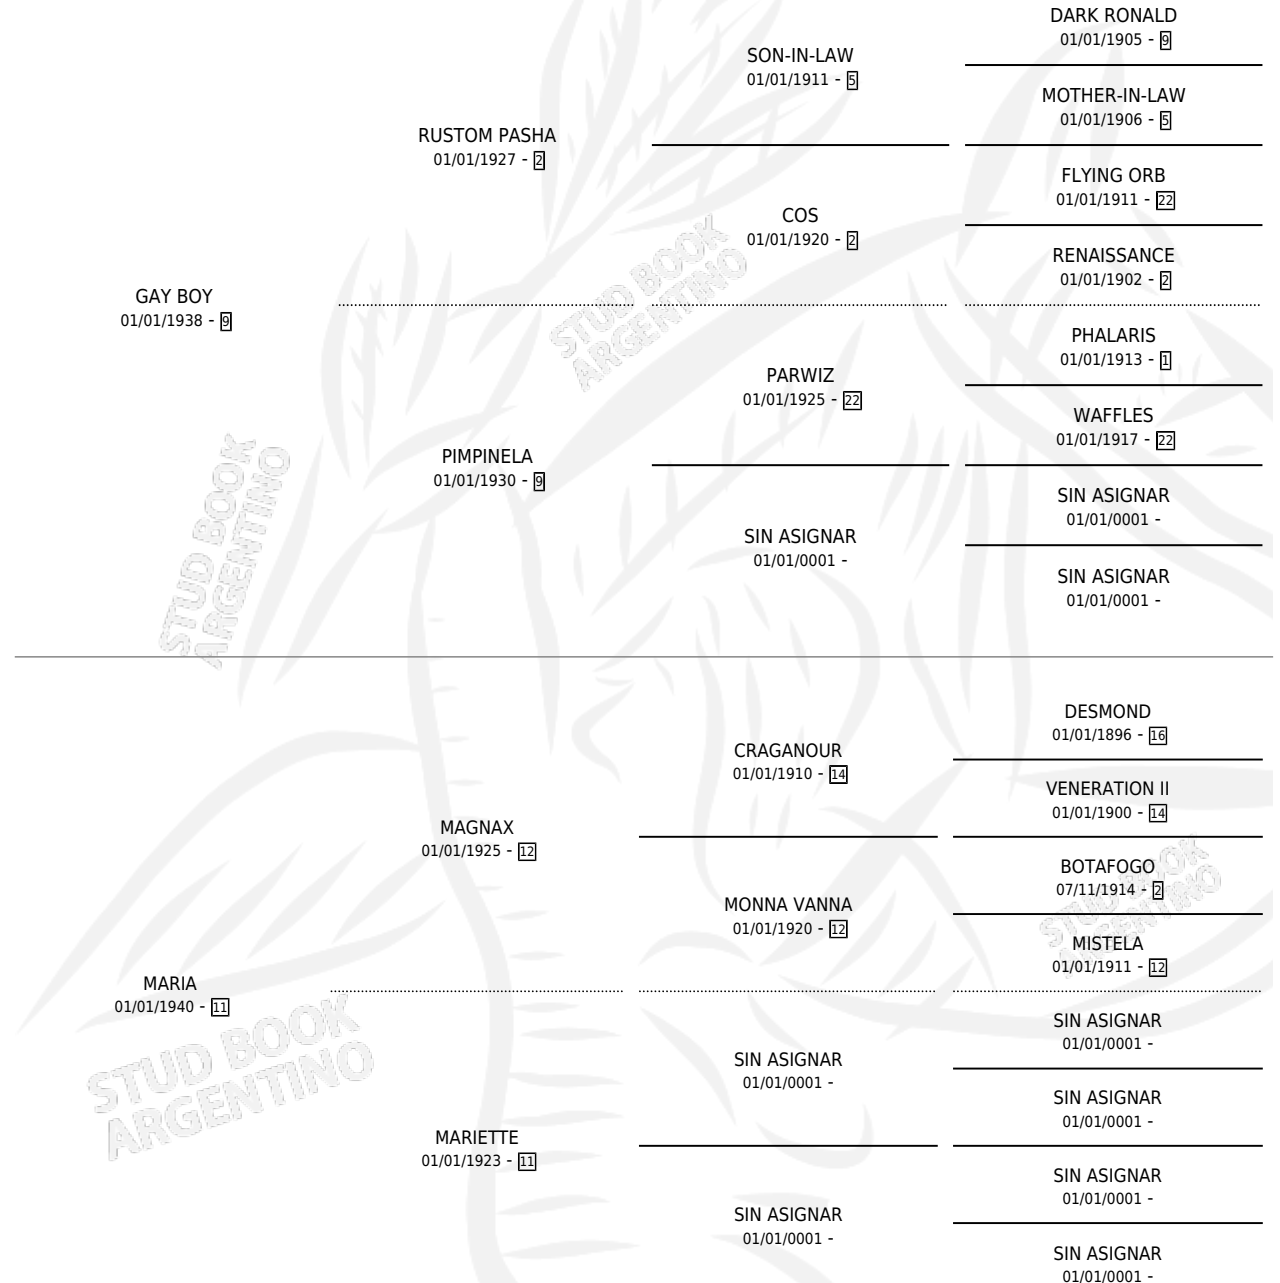 DARK RONALD
01/01/1905 - 9
SON-IN-LAW
01/01/1911 - 5
MOTHER-IN-LAW
01/01/1906 - 5
RUSTOM PASHA
01/01/1927 - 2
FLYING ORB
01/01/1911 - 22
COS
01/01/1920 - 2
RENAISSANCE
01/01/1902 - 2
GAY BOY
01/01/1938 - 9
PHALARIS
01/01/1913 - 1
PARWIZ
01/01/1925 - 22
WAFFLES
01/01/1917 - 22
PIMPINELA
01/01/1930 - 9
SIN ASIGNAR
01/01/0001 -
SIN ASIGNAR
01/01/0001 -
SIN ASIGNAR
01/01/0001 -
DESMOND
01/01/1896 - 16
CRAGANOUR
01/01/1910 - 14
VENERATION II
01/01/1900 - 14
MAGNAX
01/01/1925 - 12
BOTAFOGO
07/11/1914 - 2
MONNA VANNA
01/01/1920 - 12
MISTELA
01/01/1911 - 12
MARIA
01/01/1940 - 11
SIN ASIGNAR
01/01/0001 -
SIN ASIGNAR
01/01/0001 -
SIN ASIGNAR
01/01/0001 -
MARIETTE
01/01/1923 - 11
SIN ASIGNAR
01/01/0001 -
SIN ASIGNAR
01/01/0001 -
SIN ASIGNAR
01/01/0001 -
STUD BOOK
ARGENTINO
STUD BOOK
ARGENTINO
STUD BOOK
ARGENTINO
STUD BOOK
ARGENTINO